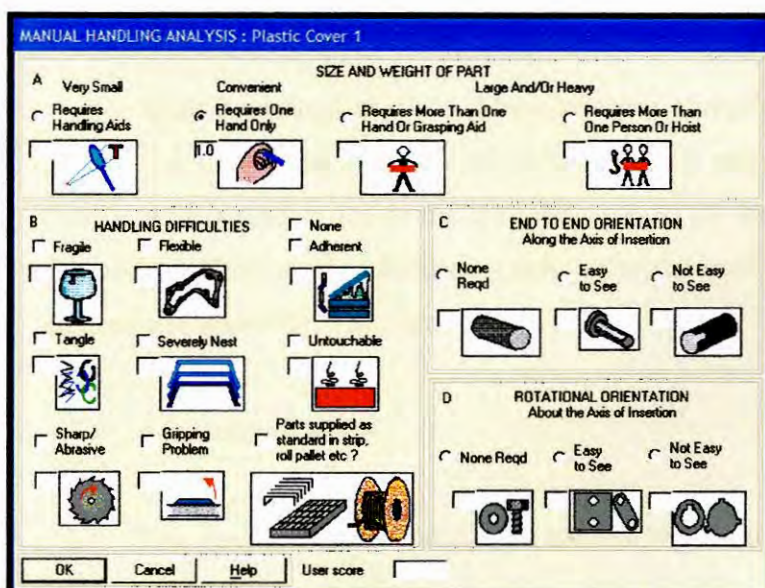 MANUAL HANDLING ANALYSIS : Plastic Cover 1
SIZE AND WEIGHT OF PART
A Very Small Convenient Large And/Or Heavy
Requires Handling Aids
Requires One Hand Only
Requires More Than One Hand Or Grasping Aid
Requires More Than One Person Or Hoist
1.0
T
B HANDLING DIFFICULTIES
None
Fragile
Flexible
Adherent
Tangle
Severely Nest
Untouchable
Sharp/
Abrasive
Gripping
Problem
Parts supplied as
standard in strip,
roll pallet etc ?
C END TO END ORIENTATION
Along the Axis of Insertion
None
Reqd
Easy
to See
Not Easy
to See
D ROTATIONAL ORIENTATION
About the Axis of Insertion
None Reqd
Easy
to See
Not Easy
to See
OK Cancel Help User score